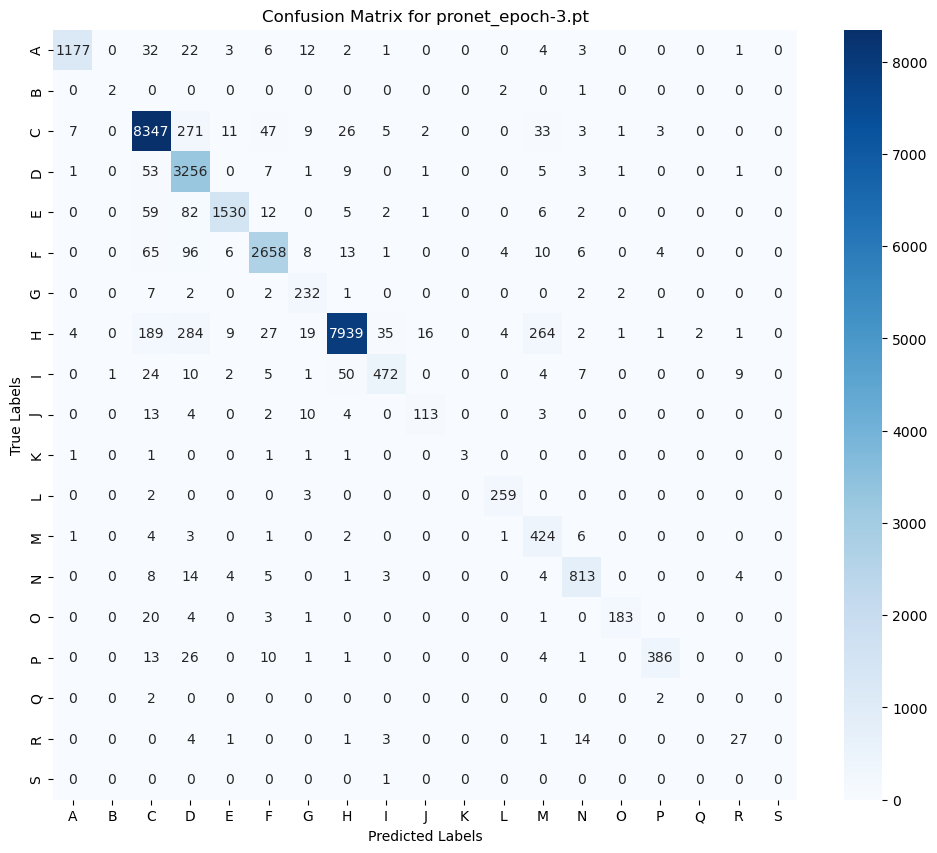 Confusion Matrix for pronet_epoch-3.pt
A 1177 0 32 22 3 6 12 2 1 0 0 0 4 3 0 0 0 1 0
B 0 2 0 0 0 0 0 0 0 0 0 2 0 1 0 0 0 0 0
C 7 0 8347 271 11 47 9 26 5 2 0 0 33 3 1 3 0 0 0
D 1 0 53 3256 0 7 1 9 0 1 0 0 5 3 1 0 0 1 0
E 0 0 59 82 1530 12 0 5 2 1 0 0 6 2 0 0 0 0 0
F 0 0 65 96 6 2658 8 13 1 0 0 4 10 6 0 4 0 0 0
G 0 0 7 2 0 2 232 1 0 0 0 0 0 2 2 0 0 0 0
H 4 0 189 284 9 27 19 7939 35 16 0 4 264 2 1 1 2 1 0
I 0 1 24 10 2 5 1 50 472 0 0 0 4 7 0 0 0 9 0
J 0 0 13 4 0 2 10 4 0 113 0 0 3 0 0 0 0 0 0
K 1 0 1 0 0 1 1 1 0 0 3 0 0 0 0 0 0 0 0
L 0 0 2 0 0 0 3 0 0 0 0 259 0 0 0 0 0 0 0
M 1 0 4 3 0 1 0 2 0 0 0 1 424 6 0 0 0 0 0
N 0 0 8 14 4 5 0 1 3 0 0 0 4 813 0 0 0 4 0
O 0 0 20 4 0 3 1 0 0 0 0 0 1 0 183 0 0 0 0
P 0 0 13 26 0 10 1 1 0 0 0 0 4 1 0 386 0 0 0
Q 0 0 2 0 0 0 0 0 0 0 0 0 0 0 0 2 0 0 0
R 0 0 0 4 1 0 0 1 3 0 0 0 1 14 0 0 0 27 0
S 0 0 0 0 0 0 0 0 1 0 0 0 0 0 0 0 0 0 0
A B C D E F G H I J K L M N O P Q R S
Predicted Labels
True Labels
8000
7000
6000
5000
4000
3000
2000
1000
0